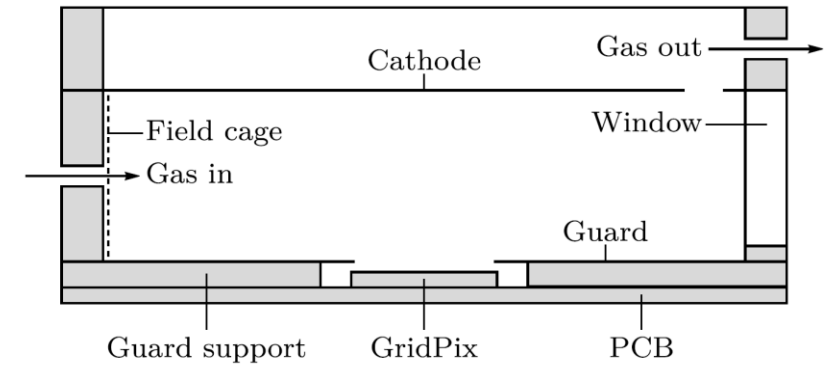 Gas out
Cathode
Window
Field cage
Gas in
Guard
Guard support
GridPix
PCB